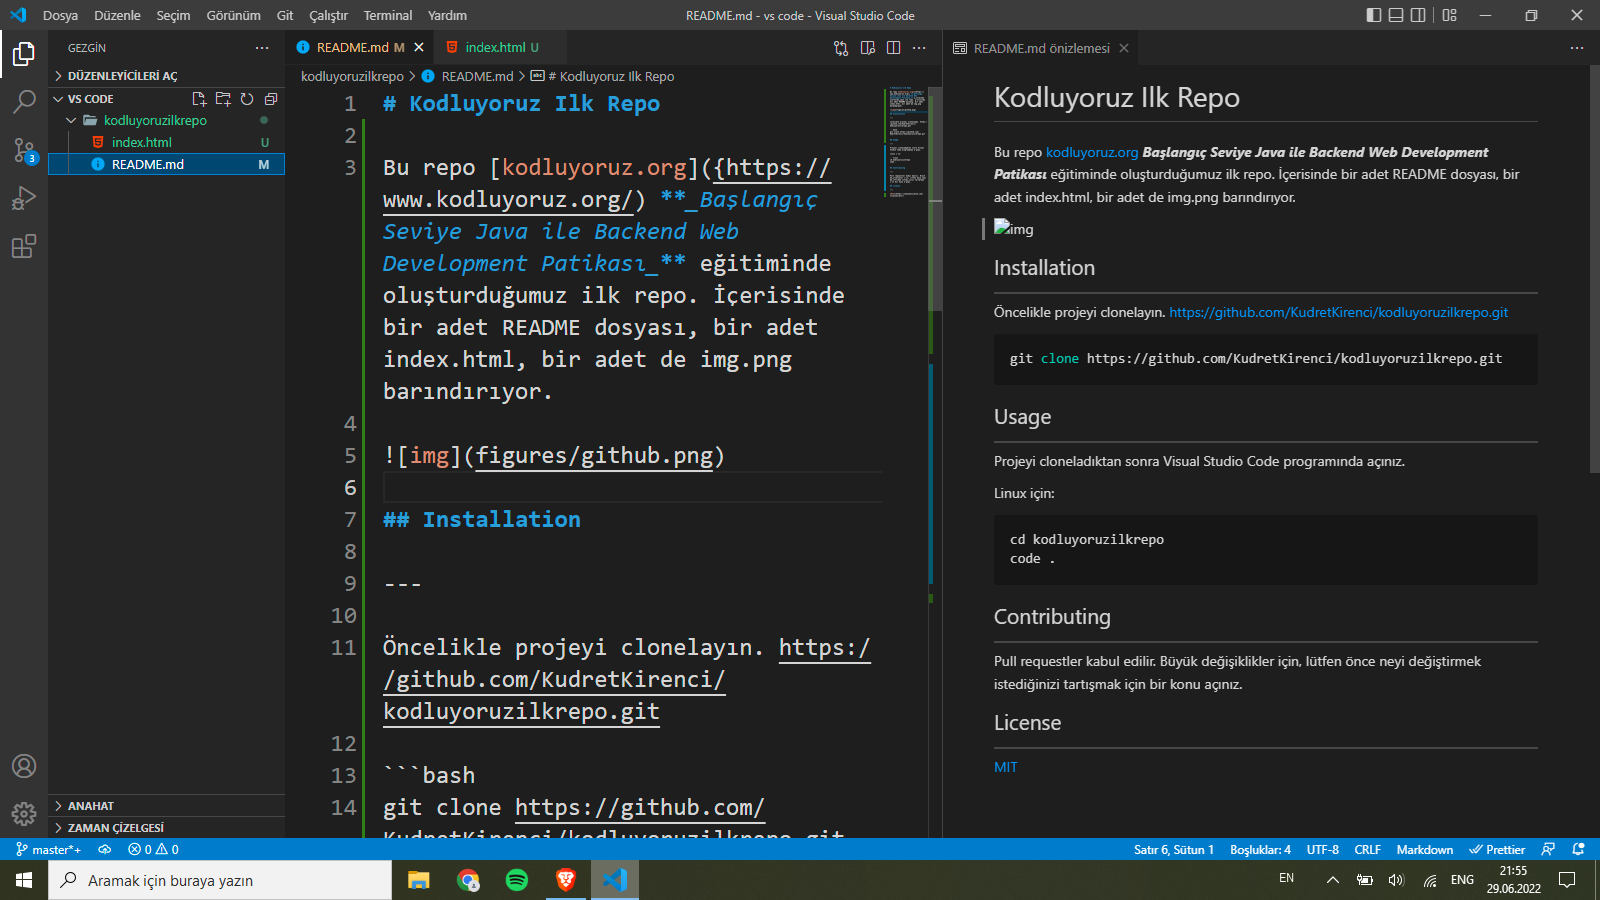 Dosya Düzenle Seçim Görünüm Git Çalıştır Terminal Yardım
README.md - vs code - Visual Studio Code
GEZGİN
DÜZENLEYİCİLERİ AÇ
VS CODE
kodluyoruzilkrepo
index.html U
README.md M
ANAHAT
ZAMAN ÇİZELGESİ
3
README.md M
index.html U
kodluyoruzilkrepo > README.md > # Kodluyoruz Ilk Repo
1 # Kodluyoruz Ilk Repo
2
3 Bu repo [kodluyoruz.org]({https://
www.kodluyoruz.org/) **_Başlangıç
Seviye Java ile Backend Web
Development Patikası_** eğitiminde
oluşturduğumuz ilk repo. İçerisinde
bir adet README dosyası, bir adet
index.html, bir adet de img.png
barındırıyor.
4
5 ![img](figures/github.png)
6
7 ## Installation
8
9 ---
10
11 Öncelikle projeyi clonelayın. https:/
/github.com/KudretKirenci/
kodluyoruzilkrepo.git
12
13 ```bash
14 git clone https://github.com/
KudretKirenci/kodluyoruzilkrepo.git
README.md önizlemesi
Kodluyoruz Ilk Repo
Bu repo kodluyoruz.org Başlangıç Seviye Java ile Backend Web Development
Patikası eğitiminde oluşturduğumuz ilk repo. İçerisinde bir adet README dosyası, bir
adet index.html, bir adet de img.png barındırıyor.
img
Installation
Öncelikle projeyi clonelayın. https://github.com/KudretKirenci/kodluyoruzilkrepo.git
git clone https://github.com/KudretKirenci/kodluyoruzilkrepo.git
Usage
Projeyi cloneladıktan sonra Visual Studio Code programında açınız.
Linux için:
cd kodluyoruzilkrepo
code .
Contributing
Pull requestler kabul edilir. Büyük değişiklikler için, lütfen önce neyi değiştirmek
istediğinizi tartışmak için bir konu açınız.
License
MIT
master*+ 0 0
Satır 6, Sütun 1 Boşluklar: 4 UTF-8 CRLF Markdown Prettier
Aramak için buraya yazın
EN
ENG
21:55
29.06.2022